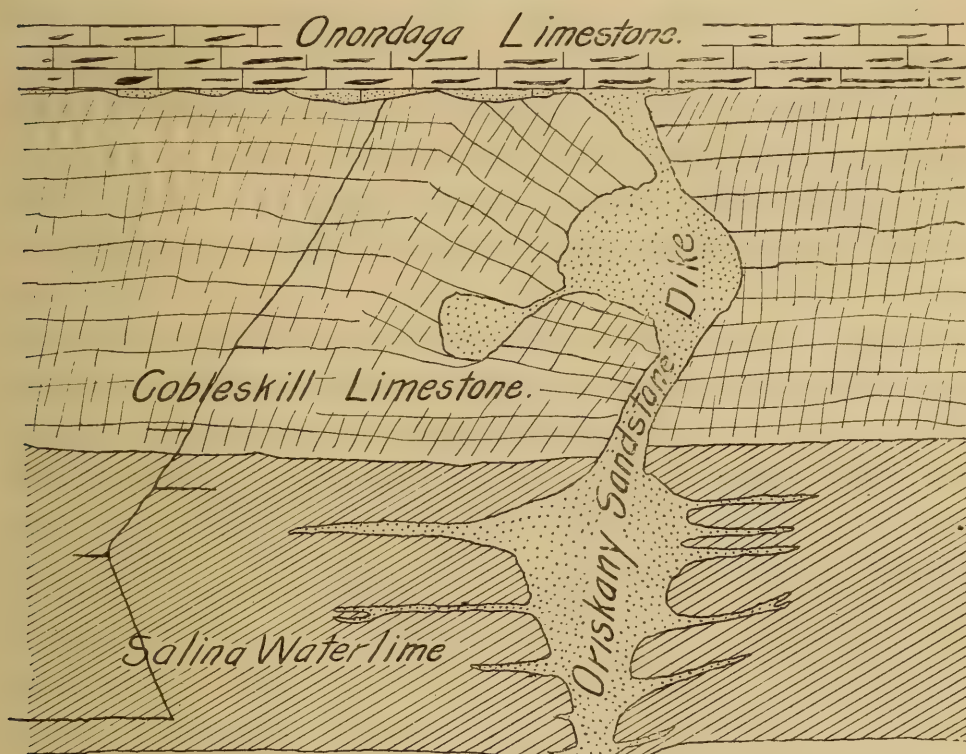 Onondaga Limestone.
Cobleskill Limestone.
Salina Waterlime
Oriskany Sandstone Dike